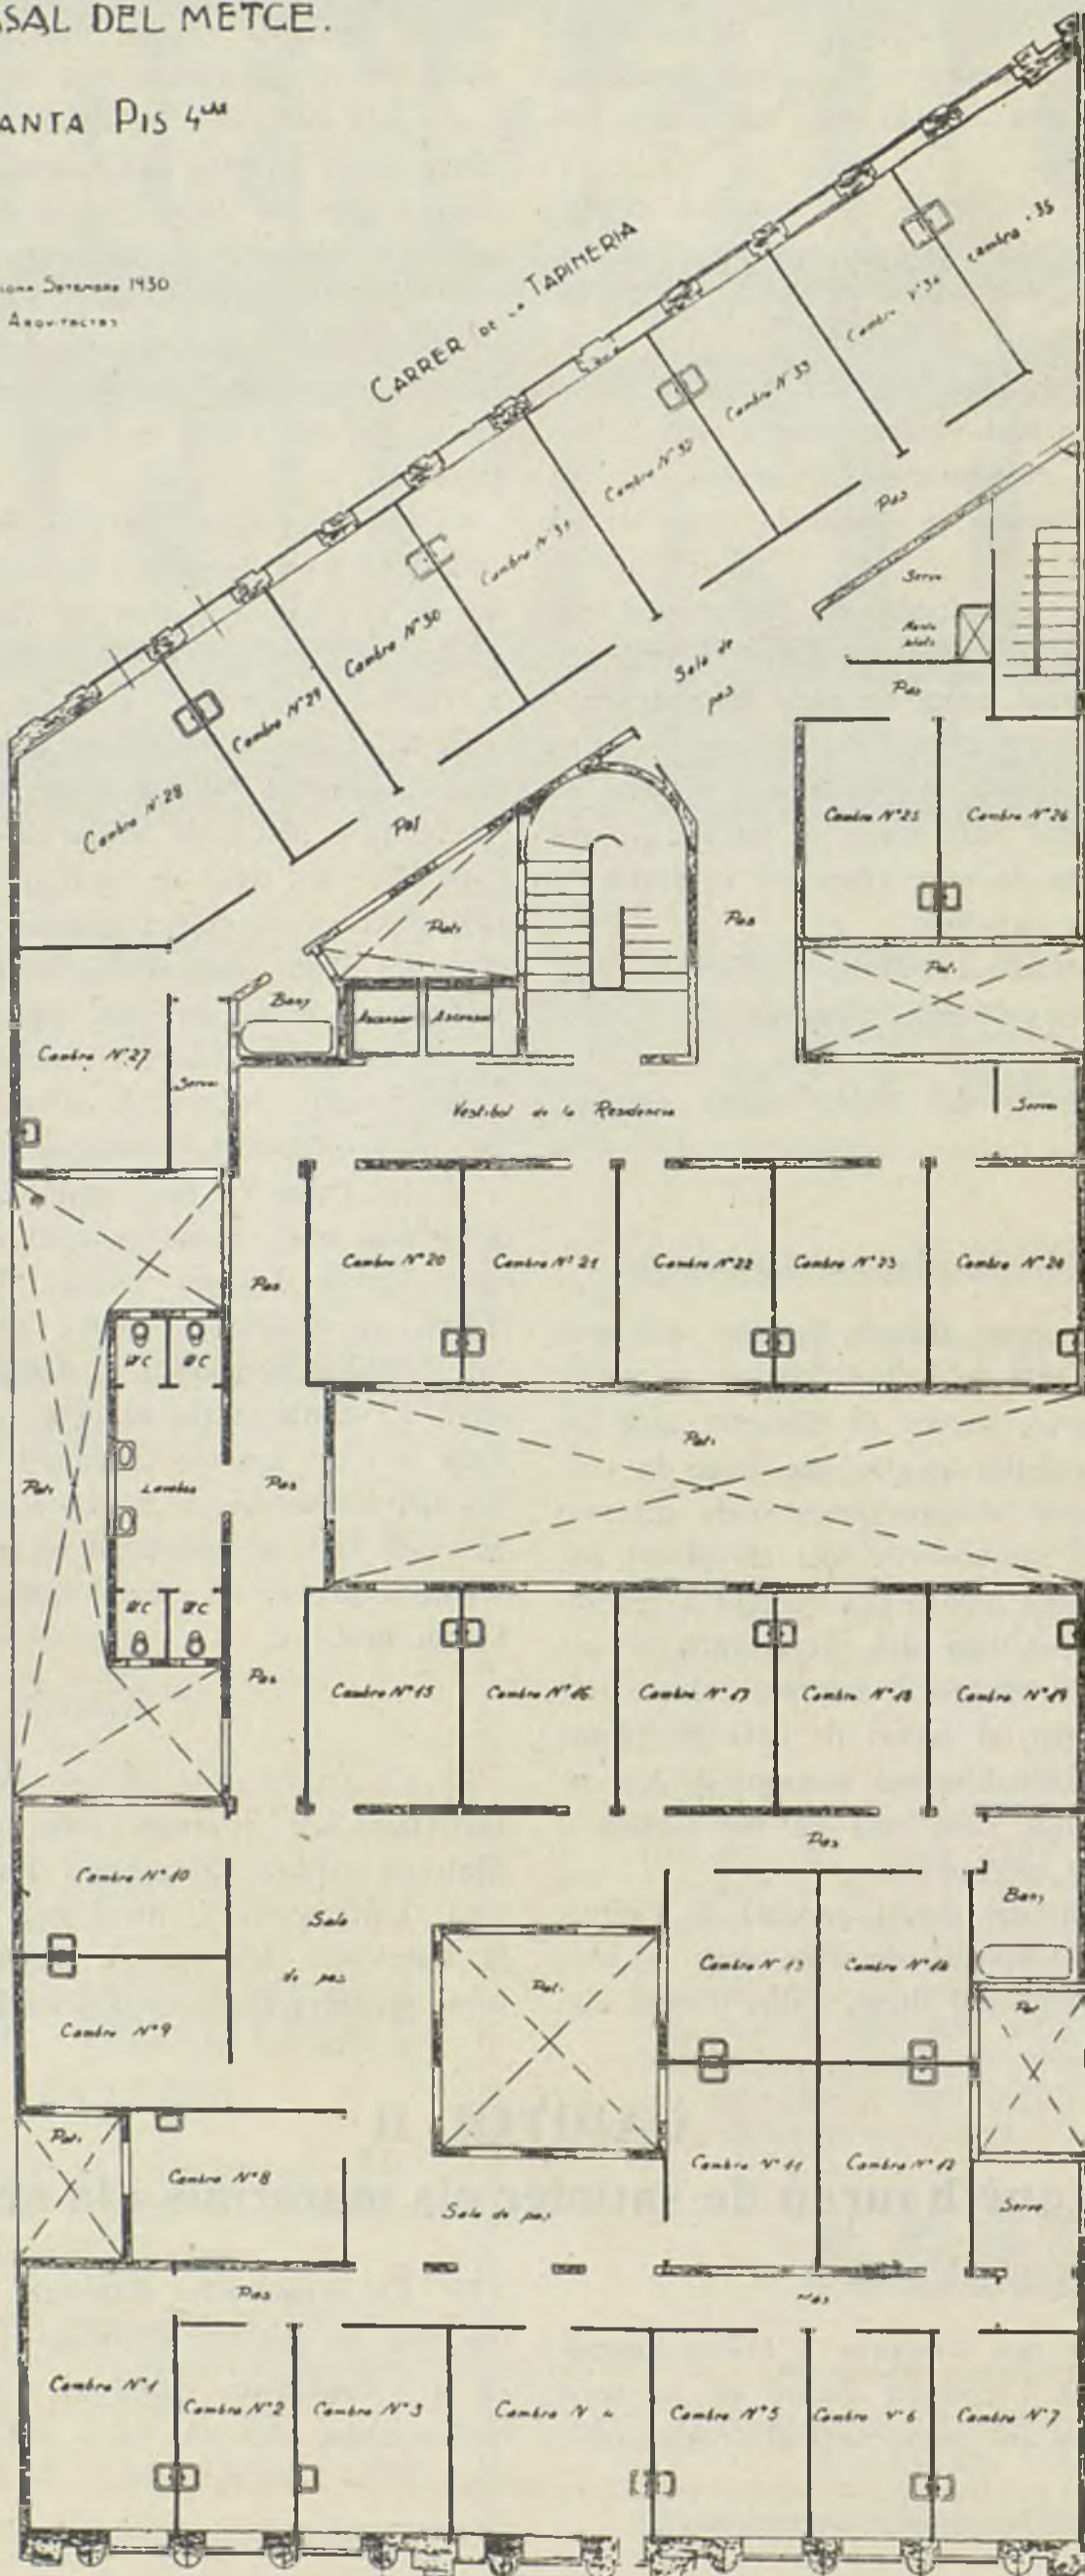 SAL DEL METGE.
ANTA PIS 4
Setembre 1930
Arquitectes
CARRER DE LA TAPINERIA
Cambra 35
Cambra Nº 34
Cambra Nº 33
Cambra Nº 32
Cambra Nº 31
Cambra Nº 30
Cambra Nº 29
Cambra Nº 28
Pas
Servei
Monta
plats
Pas
Sala de
pas
Pas
Cambra Nº 25
Cambra Nº 26
Pati
Pas
Pati
Bany
Ascensor
Ascensor
Cambra Nº 27
Servei
Vestibol de la Residencia
Servei
Cambra Nº 20
Cambra Nº 21
Cambra Nº 22
Cambra Nº 23
Cambra Nº 24
Pas
WC
WC
Pati
Pati
Lavabos
Pas
WC
WC
Pas
Cambra Nº 15
Cambra Nº 16
Cambra Nº 17
Cambra Nº 18
Cambra Nº 19
Pas
Cambra Nº 10
Bany
Sala
de pas
Cambra Nº 13
Cambra Nº 14
Pati
Pati
Cambra Nº 9
Pati
Cambra Nº 8
Cambra Nº 11
Cambra Nº 12
Sala de pas
Servei
Pas
Pas
Cambra Nº 1
Cambra Nº 2
Cambra Nº 3
Cambra N 4
Cambra Nº 5
Cambra Nº 6
Cambra Nº 7